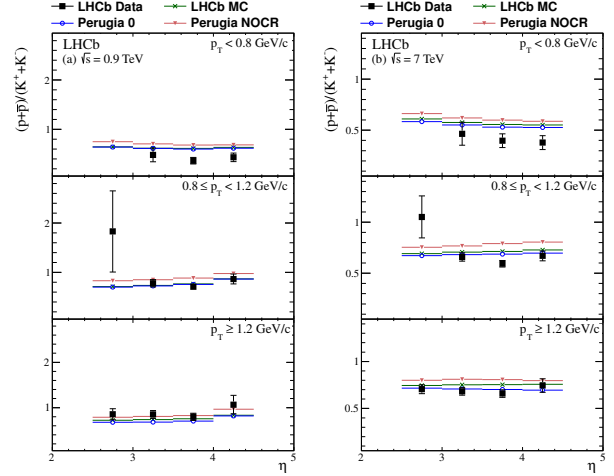 LHCb Data LHCb MC
Perugia 0 Perugia NOCR
LHCb
(a) √s = 0.9 TeV
p_T < 0.8 GeV/c
(p+p̄)/(K⁺+K⁻)
2
1
0.8 ≤ p_T < 1.2 GeV/c
2
1
p_T ≥ 1.2 GeV/c
2
1
2 3 4 5
η
LHCb Data LHCb MC
Perugia 0 Perugia NOCR
LHCb
(b) √s = 7 TeV
p_T < 0.8 GeV/c
(p+p̄)/(K⁺+K⁻)
1
0.5
0.8 ≤ p_T < 1.2 GeV/c
1
0.5
p_T ≥ 1.2 GeV/c
1
0.5
2 3 4 5
η